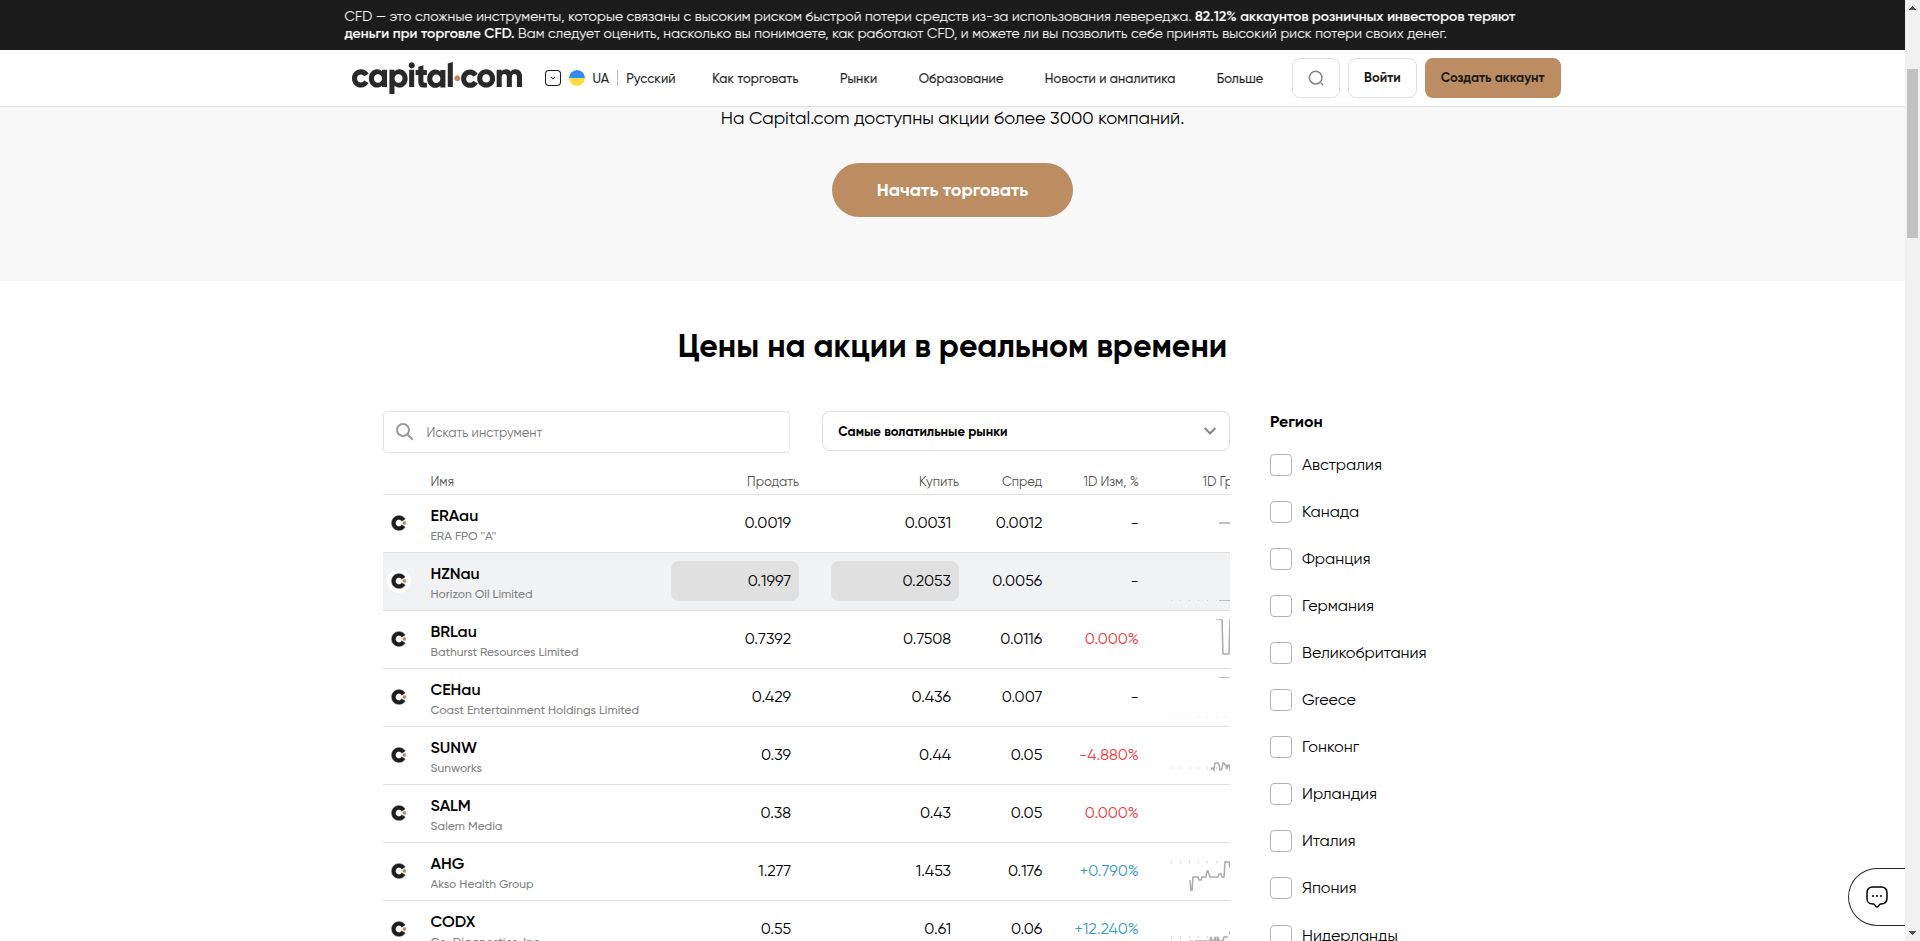 CFD — это сложные инструменты, которые связаны с высоким риском быстрой потери средств из-за использования левереджа. 82.12% аккаунтов розничных инвесторов теряют
деньги при торговле CFD. Вам следует оценить, насколько вы понимаете, как работают CFD, и можете ли вы позволить себе принять высокий риск потери своих денег.
capital.com UA Русский Как торговать Рынки Образование Новости и аналитика Больше Войти Создать аккаунт
На Capital.com доступны акции более 3000 компаний.
Начать торговать
Цены на акции в реальном времени
Искать инструмент
Самые волатильные рынки
Имя Продать Купить Спред 1D Изм, % 1D Гр
ERAau 0.0019 0.0031 0.0012 -
ERA FPO "A"
HZNau 0.1997 0.2053 0.0056 -
Horizon Oil Limited
BRLau 0.7392 0.7508 0.0116 0.000%
Bathurst Resources Limited
CEHau 0.429 0.436 0.007 -
Coast Entertainment Holdings Limited
SUNW 0.39 0.44 0.05 -4.880%
Sunworks
SALM 0.38 0.43 0.05 0.000%
Salem Media
AHG 1.277 1.453 0.176 +0.790%
Akso Health Group
CODX 0.55 0.61 0.06 +12.240%
Регион
Австралия
Канада
Франция
Германия
Великобритания
Greece
Гонконг
Ирландия
Италия
Япония
Нидерланды